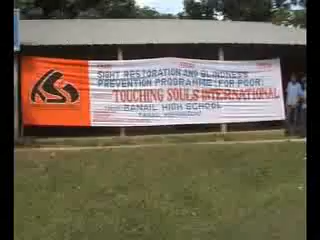 SIGHT RESTORATION AND BLINDNESS
PREVENTION PROGRAMME (FOR POOR)
TOUCHING SOULS INTERNATIONAL
BANAIL HIGH SCHOOL